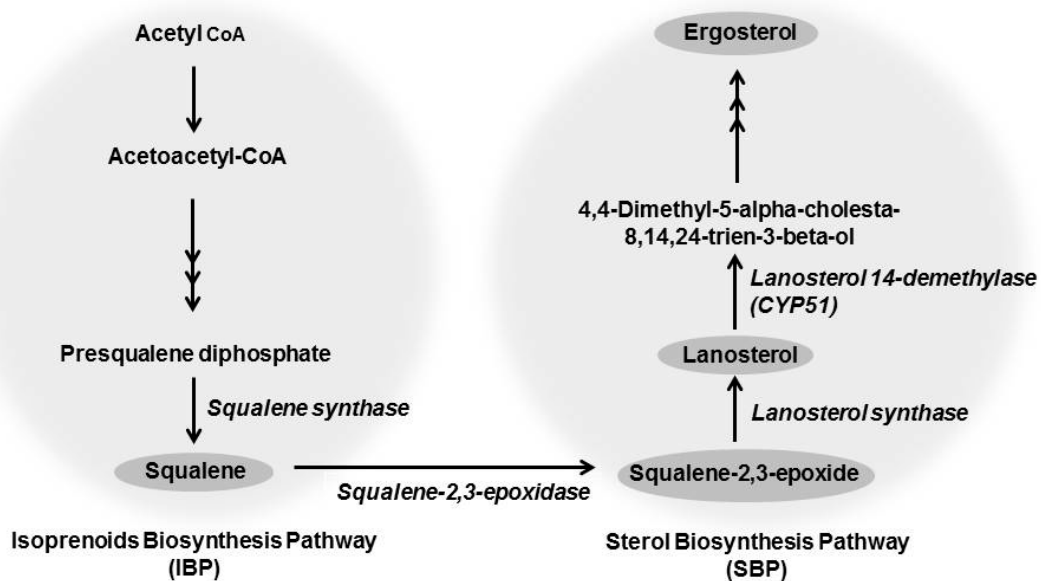 Acetyl CoA
Acetoacetyl-CoA
Presqualene diphosphate
Squalene synthase
Squalene
Squalene-2,3-epoxidase
Isoprenoids Biosynthesis Pathway
(IBP)
Ergosterol
4,4-Dimethyl-5-alpha-cholesta-
8,14,24-trien-3-beta-ol
Lanosterol 14-demethylase
(CYP51)
Lanosterol
Lanosterol synthase
Squalene-2,3-epoxide
Sterol Biosynthesis Pathway
(SBP)